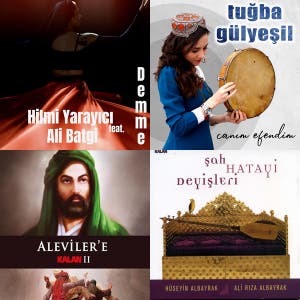 Hilmi Yarayıcı
feat.
Ali Batgi
Demme
tuğba
gülyeşil
canım efendim
ALEVİLER'E
KALAN II
KALAN
şah HATAYİ
Deyişleri
HÜSEYİN ALBAYRAK
ALİ RIZA ALBAYRAK